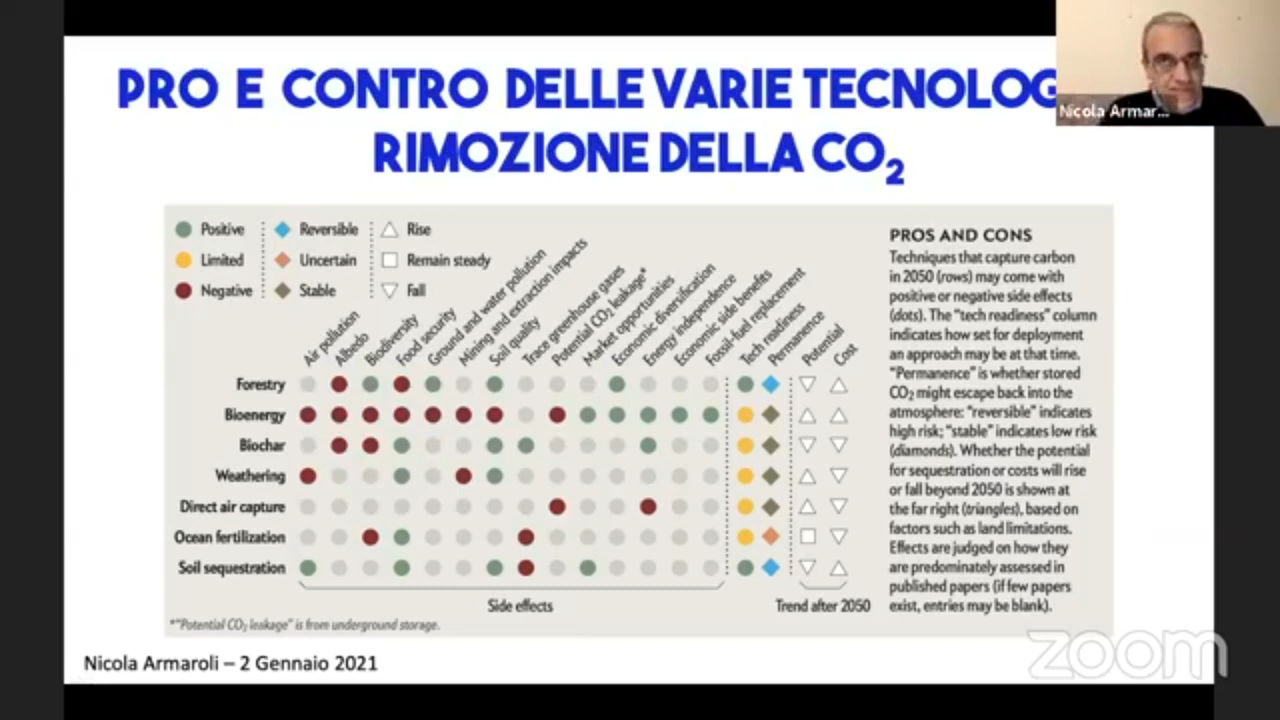 PRO E CONTRO DELLE VARIE TECNOLOG
RIMOZIONE DELLA CO₂
Nicola Armar...
Positive
Reversible
Rise
Limited
Uncertain
Remain steady
Negative
Stable
Fall
Air pollution
Albedo
Biodiversity
Food security
Ground and water pollution
Mining and extraction impacts
Soil quality
Trace greenhouse gases
Potential CO₂ leakage*
Market opportunities
Economic diversification
Energy independence
Economic side benefits
Fossil-fuel replacement
Tech readiness
Permanence
Potential
Cost
Forestry
Bioenergy
Biochar
Weathering
Direct air capture
Ocean fertilization
Soil sequestration
Side effects
Trend after 2050
*"Potential CO₂ leakage" is from underground storage.
PROS AND CONS
Techniques that capture carbon
in 2050 (rows) may come with
positive or negative side effects
(dots). The "tech readiness" column
indicates how set for deployment
an approach may be at that time.
"Permanence" is whether stored
CO₂ might escape back into the
atmosphere: "reversible" indicates
high risk; "stable" indicates low risk
(diamonds). Whether the potential
for sequestration or costs will rise
or fall beyond 2050 is shown at
the far right (triangles), based on
factors such as land limitations.
Effects are judged on how they
are predominately assessed in
published papers (if few papers
exist, entries may be blank).
Nicola Armaroli – 2 Gennaio 2021
zoom